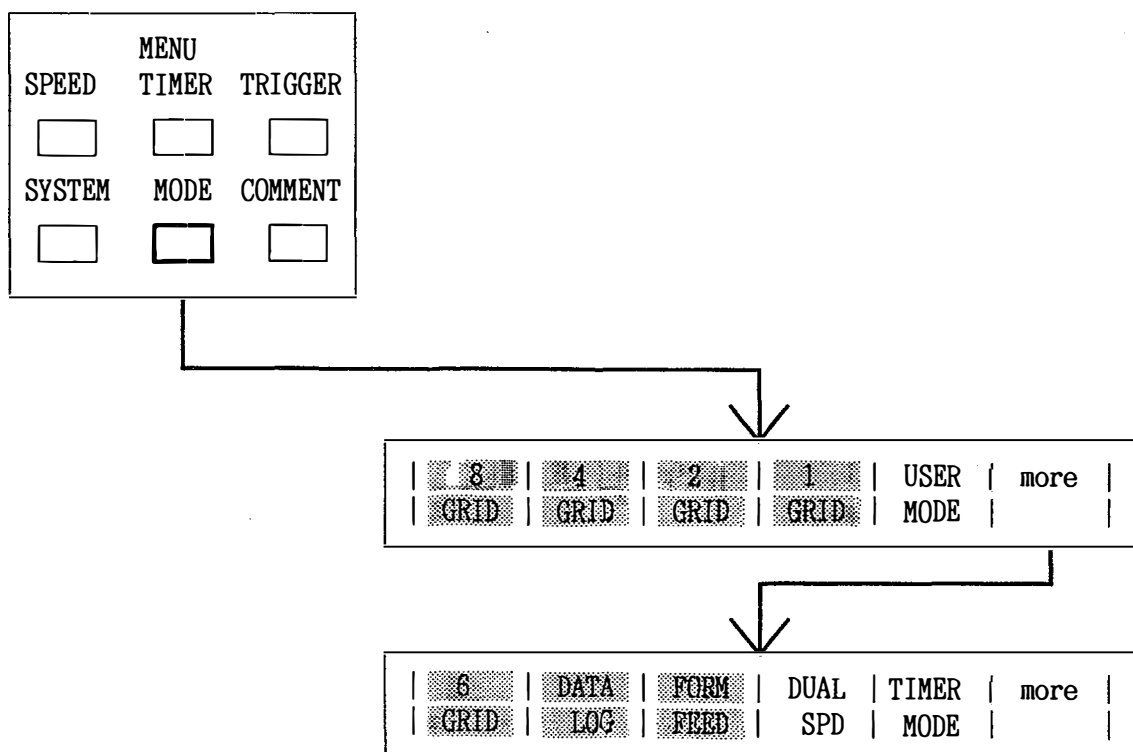 MENU
SPEED TIMER TRIGGER
SYSTEM MODE COMMENT
| 8 | 4 | 2 | 1 | USER | more |
| GRID | GRID | GRID | GRID | MODE | |
| 6 | DATA | FORM | DUAL | TIMER | more |
| GRID | LOG | FEED | SPD | MODE | |